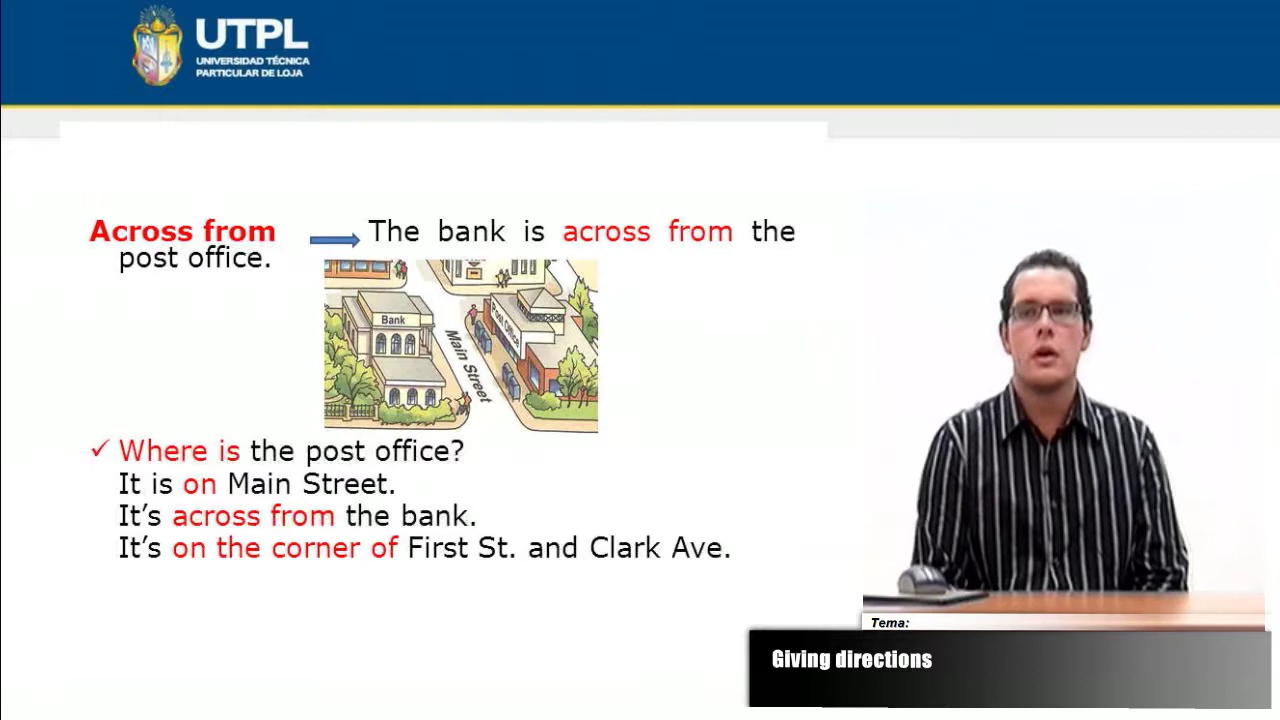 UTPL
UNIVERSIDAD TÉCNICA
PARTICULAR DE LOJA
Across from The bank is across from the
post office.
Bank
Post Office
Main Street
✓ Where is the post office?
It is on Main Street.
It’s across from the bank.
It’s on the corner of First St. and Clark Ave.
Tema:
Giving directions